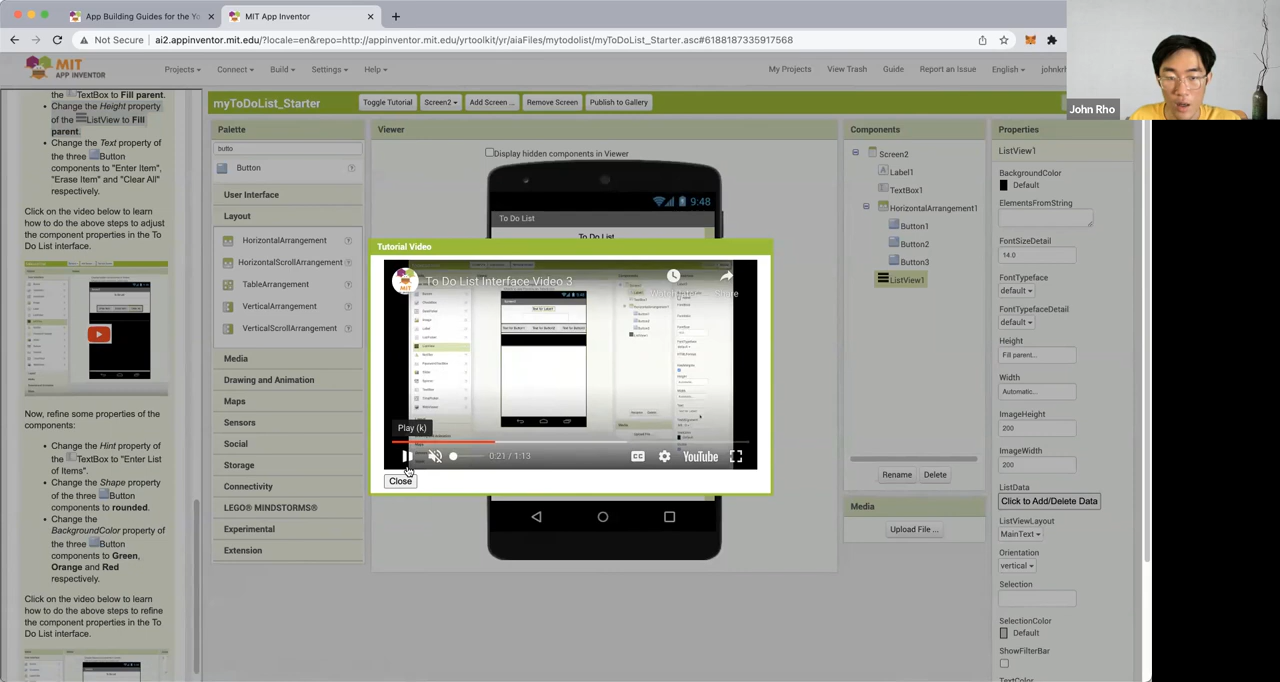 App Building Guides for the Yo
MIT App Inventor
Not Secure
ai2.appinventor.mit.edu/?locale=en&repo=http://appinventor.mit.edu/yrtoolkit/yr/aiaFiles/mytodolist/myToDoList_Starter.asc#6188187335917568
MIT
APP INVENTOR
Projects
Connect
Build
Settings
Help
My Projects
View Trash
Guide
Report an Issue
English
johnkrh
John Rho
myToDoList_Starter
Toggle Tutorial
Screen2
Add Screen ...
Remove Screen
Publish to Gallery
the TextBox to Fill parent.
Change the Height property
of the ListView to Fill
parent.
Change the Text property of
the three Button
components to "Enter Item",
"Erase Item" and "Clear All"
respectively.
Click on the video below to learn
how to do the above steps to adjust
the component properties in the To
Do List interface.
Now, refine some properties of the
components:
Change the Hint property of
the TextBox to "Enter List
of Items".
Change the Shape property
of the three Button
components to rounded.
Change the
BackgroundColor property
of the three Button
components to Green,
Orange and Red
respectively.
Click on the video below to learn
how to do the above steps to refine
the component properties in the To
Do List interface.
Palette
butto
Button
User Interface
Layout
HorizontalArrangement
HorizontalScrollArrangement
TableArrangement
VerticalArrangement
VerticalScrollArrangement
Media
Drawing and Animation
Maps
Sensors
Social
Storage
Connectivity
LEGO® MINDSTORMS®
Experimental
Extension
Viewer
Display hidden components in Viewer
9:48
To Do List
To Do List
Tutorial Video
MIT
To Do List Interface Video 3
Share
Play (k)
0:21 / 1:13
CC
YouTube
Close
Components
Screen2
Label1
TextBox1
HorizontalArrangement1
Button1
Button2
Button3
ListView1
Rename
Delete
Media
Upload File ...
Properties
ListView1
BackgroundColor
Default
ElementsFromString
FontSizeDetail
14.0
FontTypeface
default
FontTypefaceDetail
default
Height
Fill parent...
Width
Automatic...
ImageHeight
200
ImageWidth
200
ListData
Click to Add/Delete Data
ListViewLayout
MainText
Orientation
vertical
Selection
SelectionColor
Default
ShowFilterBar
TextColor